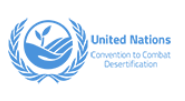 United Nations
Convention to Combat
Desertification